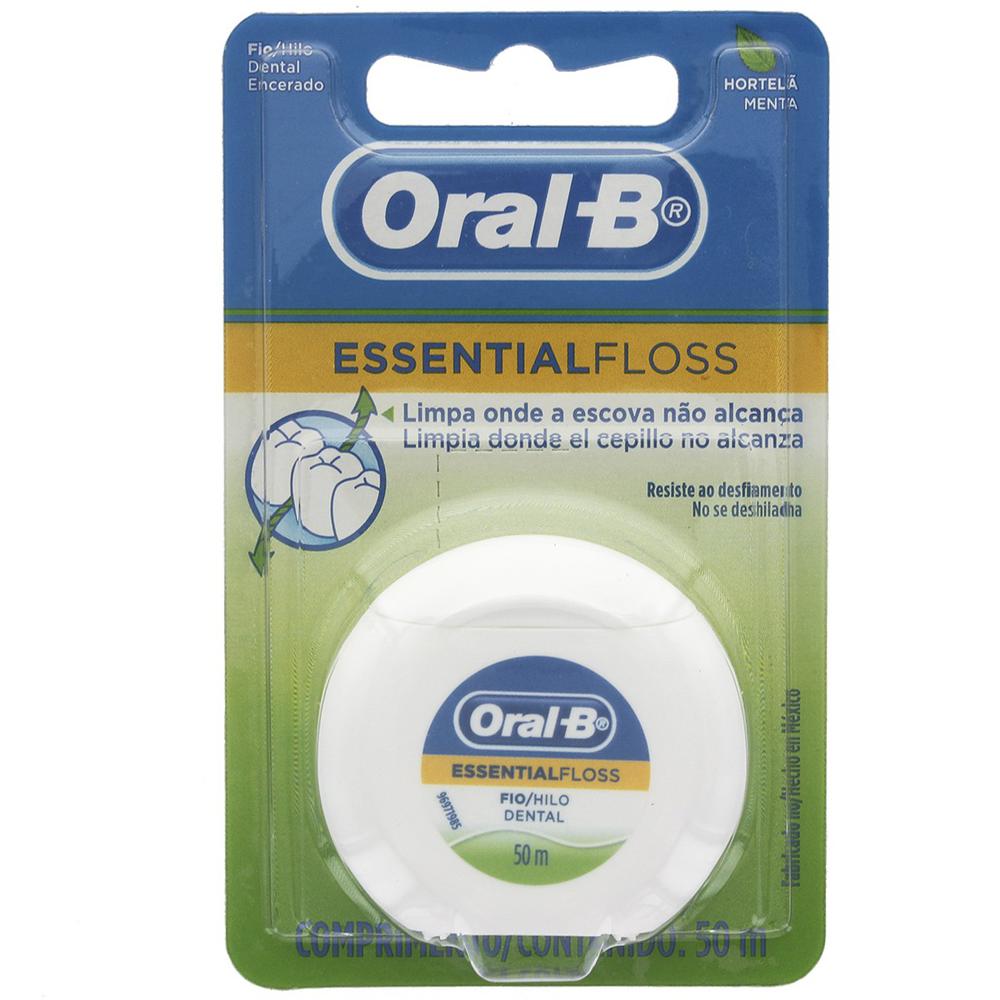 Fio/Hilo
Dental
Encerado
HORTELÃ
MENTA
Oral-B®
ESSENTIALFLOSS
Limpa onde a escova não alcança
Limpia donde el cepillo no alcanza
Resiste ao desfiamento
No se deshilacha
Oral-B®
ESSENTIALFLOSS
FIO/HILO
DENTAL
96971985
50 m
Fabricado no/Hecho en México
COMPRIMENTO/CONTENIDO: 50 m